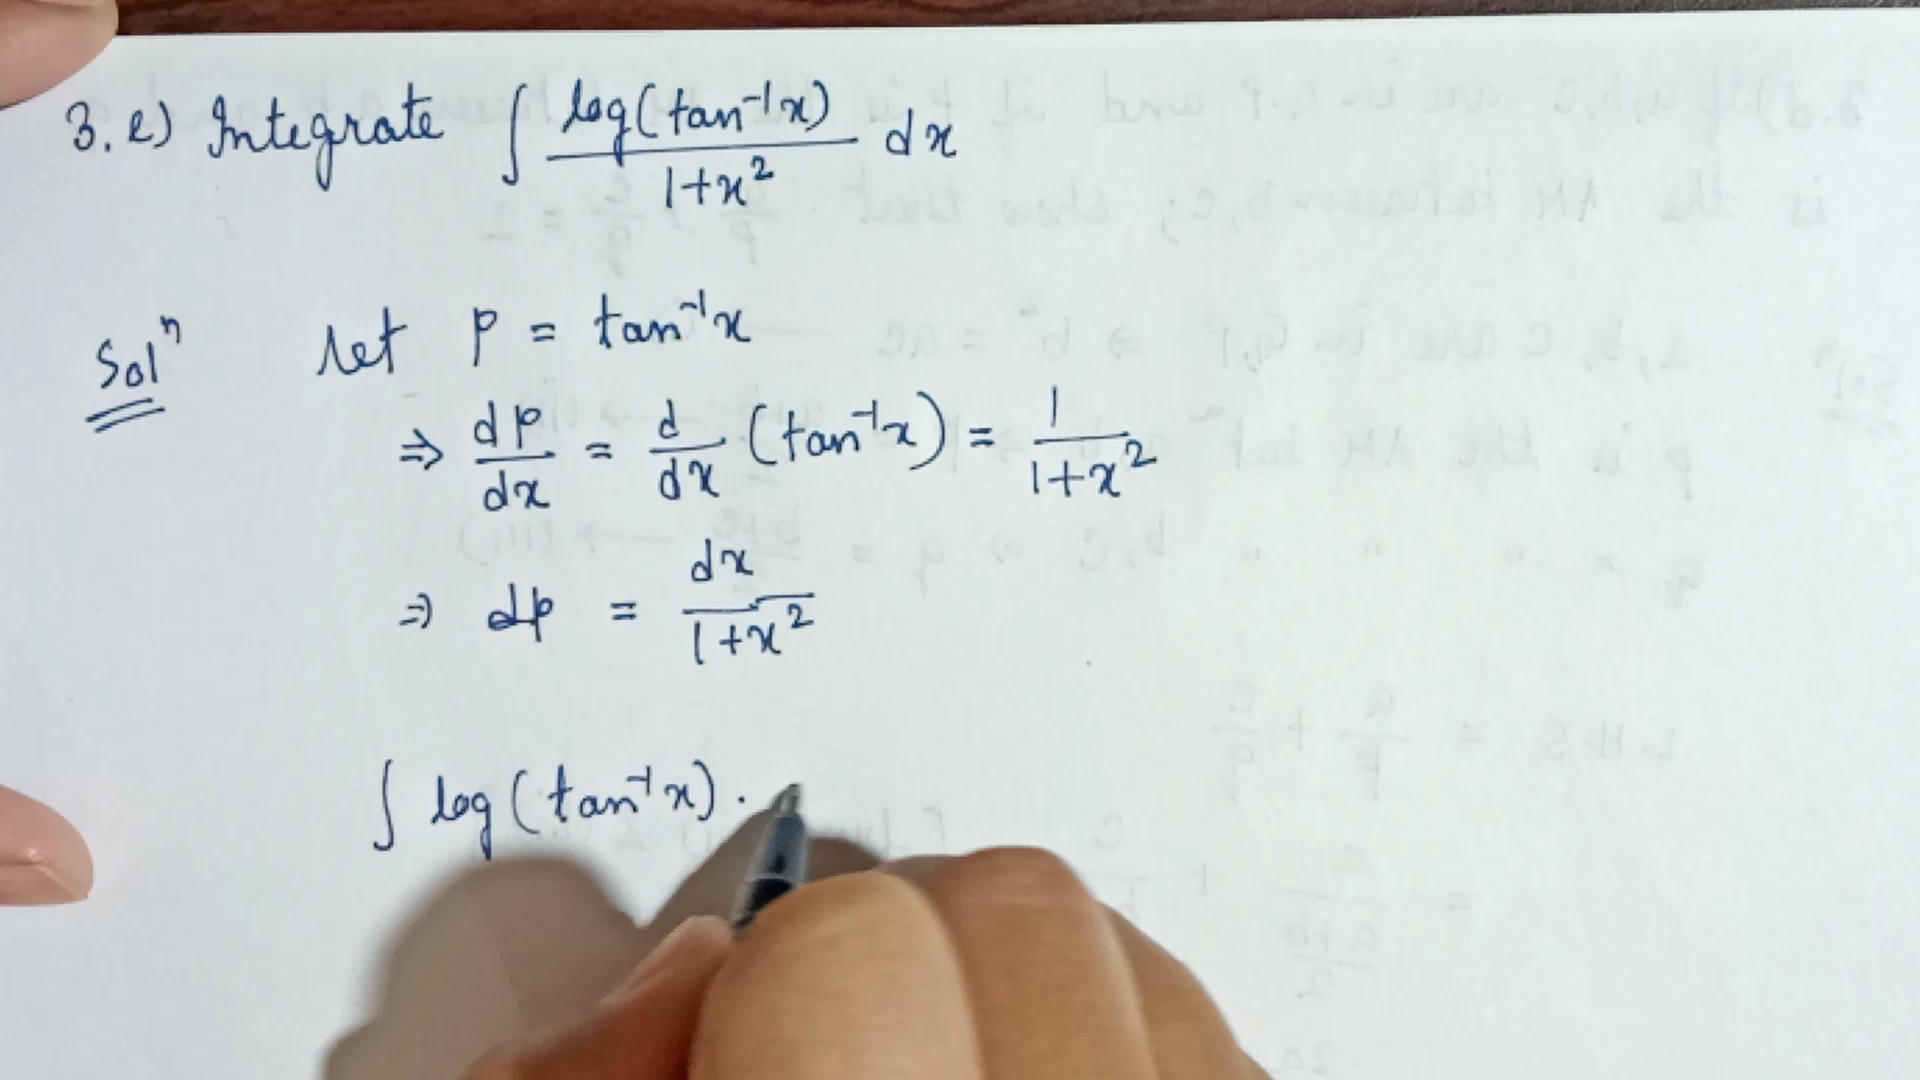 3. e) Integrate ∫ log(tan⁻¹x)/(1+x²) dx
Solⁿ let p = tan⁻¹x
⇒ dp/dx = d/dx (tan⁻¹x) = 1/(1+x²)
⇒ dp = dx/(1+x²)
∫ log(tan⁻¹x) ·